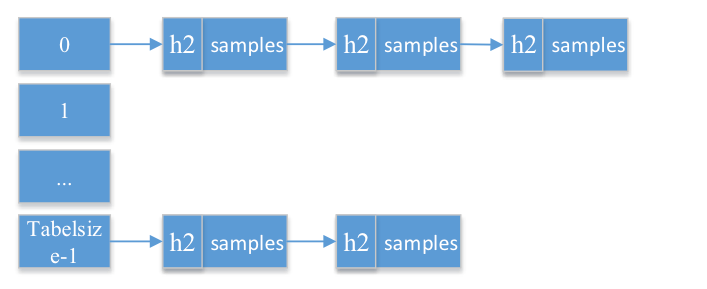 0 h2 samples h2 samples h2 samples
1
...
Tabelsiz
e-1
h2 samples h2 samples